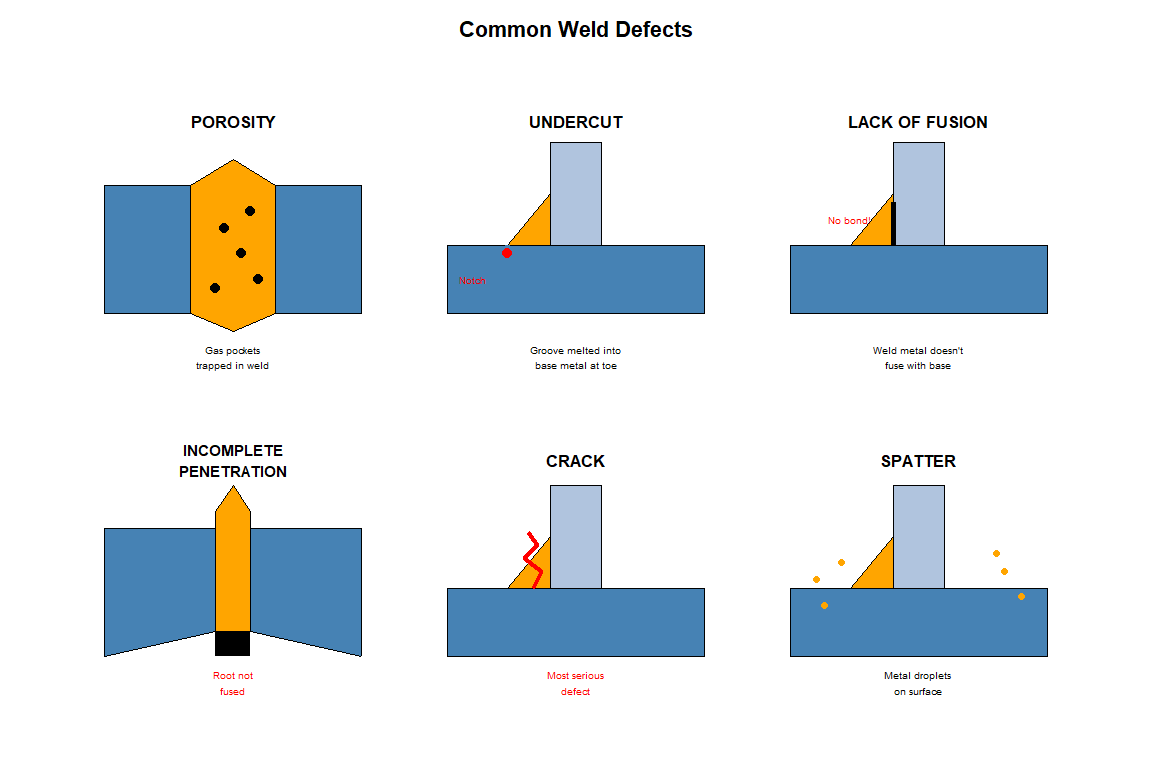 Common Weld Defects
POROSITY
UNDERCUT
LACK OF FUSION
No bond!
Notch
Gas pockets
trapped in weld
Groove melted into
base metal at toe
Weld metal doesn't
fuse with base
INCOMPLETE
PENETRATION
CRACK
SPATTER
Root not
fused
Most serious
defect
Metal droplets
on surface